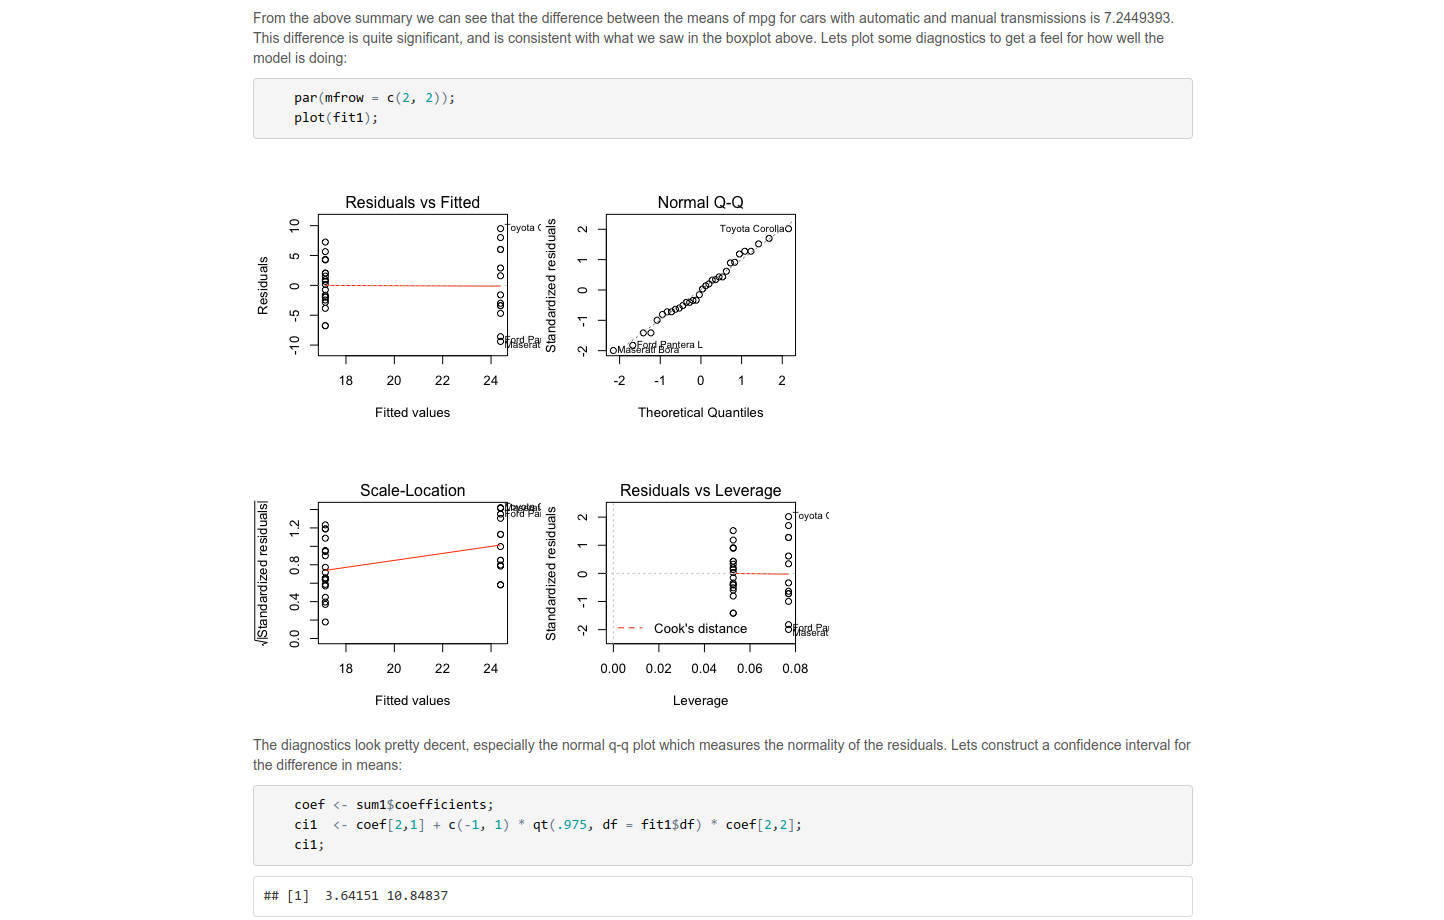 From the above summary we can see that the difference between the means of mpg for cars with automatic and manual transmissions is 7.2449393.
This difference is quite significant, and is consistent with what we saw in the boxplot above. Lets plot some diagnostics to get a feel for how well the
model is doing:
par(mfrow = c(2, 2));
plot(fit1);
Residuals vs Fitted
Residuals
10
5
0
-5
-10
Toyota C
Ford Pa
Maserat
18 20 22 24
Fitted values
Normal Q-Q
Standardized residuals
2
1
0
-1
-2
Toyota Corolla
Ford Pantera L
Maserati Bora
-2 -1 0 1 2
Theoretical Quantiles
Scale-Location
√|Standardized residuals|
1.2
0.8
0.4
0.0
Ford Pa
18 20 22 24
Fitted values
Residuals vs Leverage
Standardized residuals
2
1
0
-1
-2
Toyota C
Cook's distance
Ford Pa
Maserat
0.00 0.02 0.04 0.06 0.08
Leverage
The diagnostics look pretty decent, especially the normal q-q plot which measures the normality of the residuals. Lets construct a confidence interval for
the difference in means:
coef <- sum1$coefficients;
ci1 <- coef[2,1] + c(-1, 1) * qt(.975, df = fit1$df) * coef[2,2];
ci1;
## [1] 3.64151 10.84837